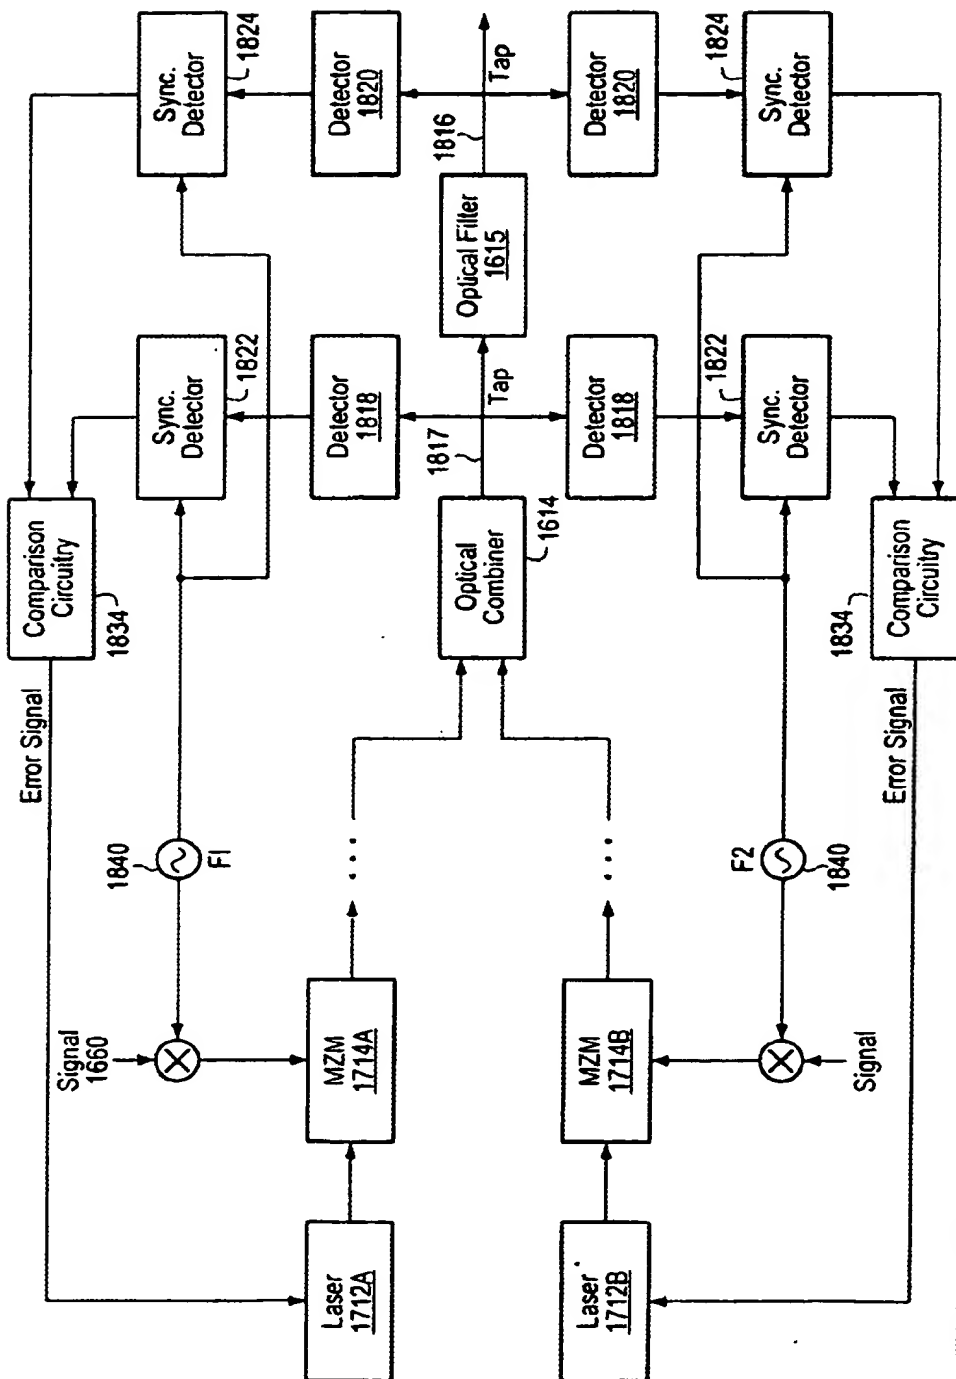 Error Signal
Comparison
Circuitry
1834
Sync.
Detector
1822
Sync.
Detector
1824
Signal
1660
1840
F1
Detector
1818
Detector
1820
Laser
1712A
MZM
1714A
...
Optical
Combiner
1614
1817
Tap
Optical Filter
1615
1816
Tap
Laser
1712B
MZM
1714B
...
Detector
1818
Detector
1820
Signal
F2
1840
Sync.
Detector
1822
Sync.
Detector
1824
Error Signal
1834
Comparison
Circuitry